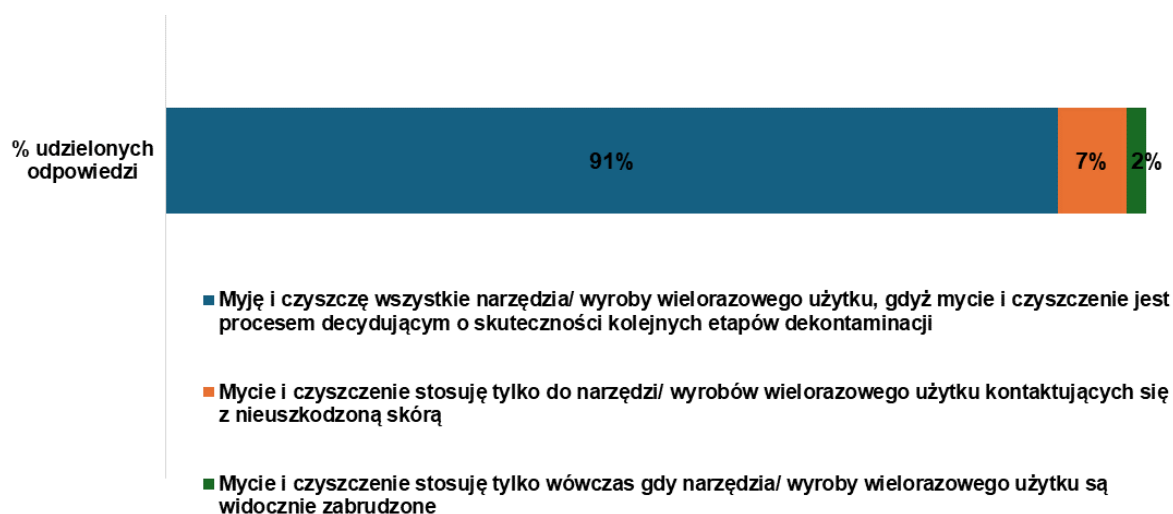 % udzielonych
odpowiedzi
91%
7%
2%
Myję i czyszczę wszystkie narzędzia/ wyroby wielorazowego użytku, gdyż mycie i czyszczenie jest
procesem decydującym o skuteczności kolejnych etapów dekontaminacji
Mycie i czyszczenie stosuję tylko do narzędzi/ wyrobów wielorazowego użytku kontaktujących się
z nieuszkodzoną skórą
Mycie i czyszczenie stosuję tylko wówczas gdy narzędzia/ wyroby wielorazowego użytku są
widocznie zabrudzone